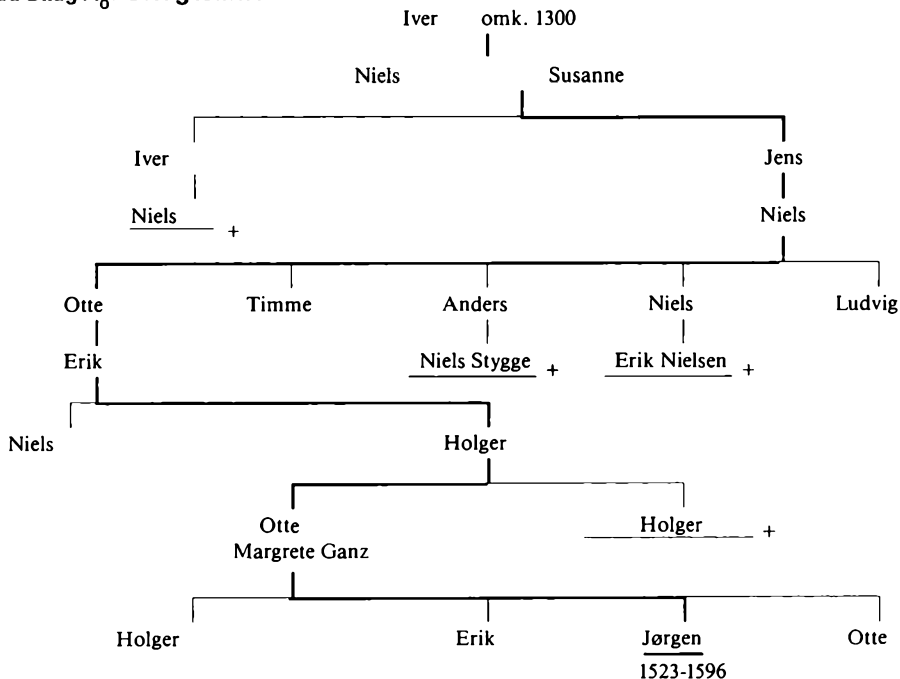 Iver omk. 1300
Niels Susanne
Iver Jens
Niels + Niels
Otte Timme Anders Niels Ludvig
Erik Niels Stygge + Erik Nielsen +
Niels Holger
Otte Holger +
Margrete Ganz
Holger Erik Jørgen Otte
1523-1596